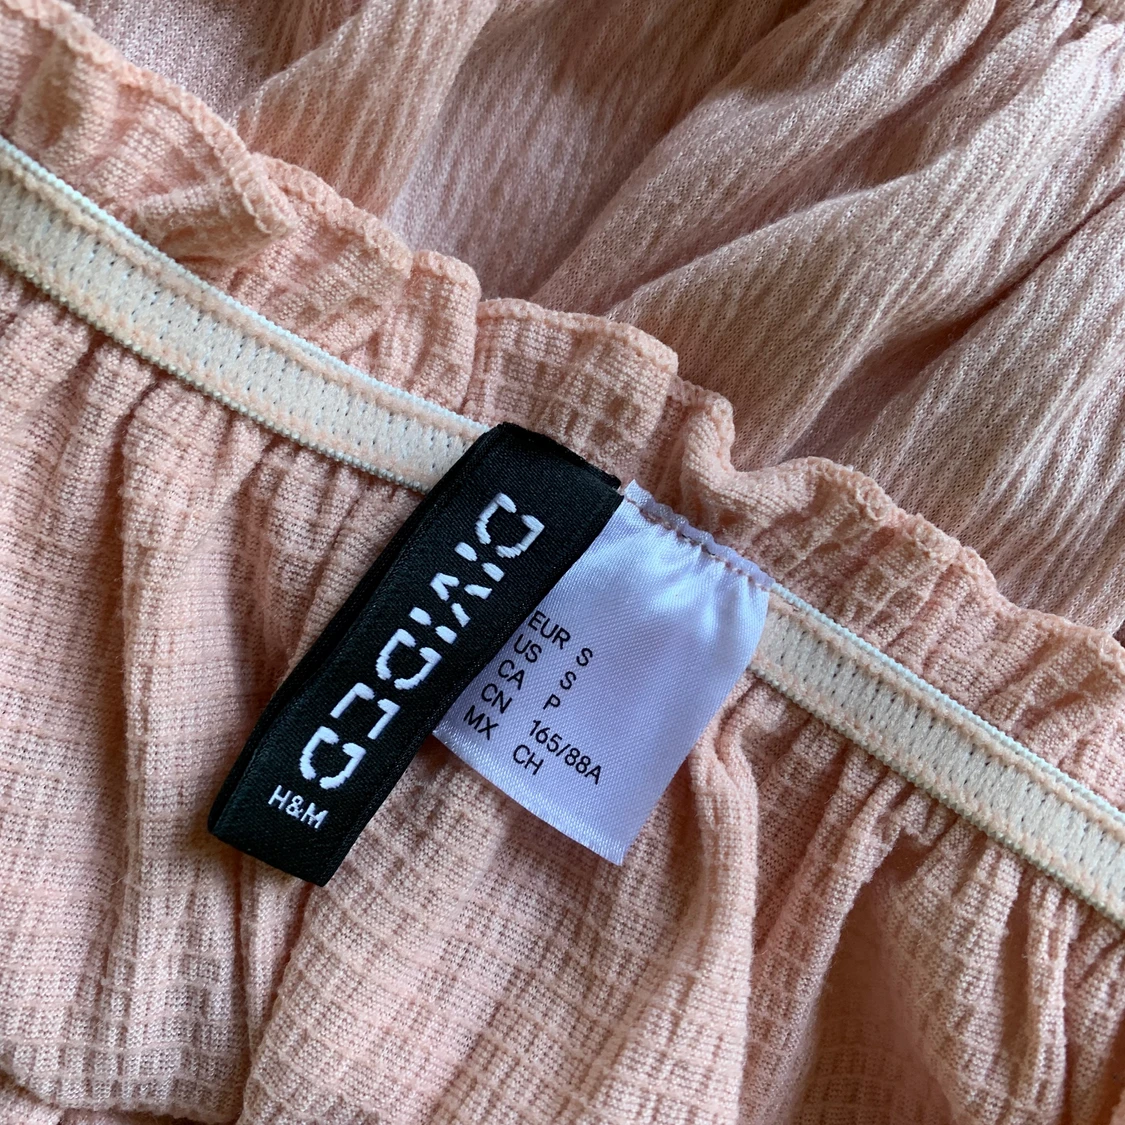 DIVIDED
H&M
EUR S
US S
CA P
CN 165/88A
MX CH